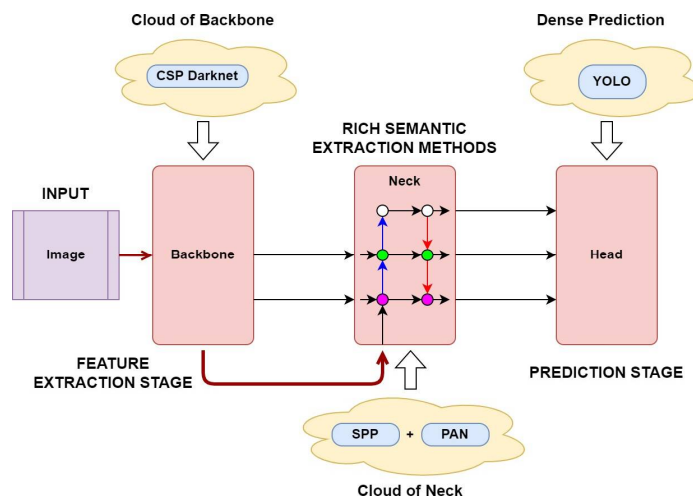 Cloud of Backbone
Dense Prediction
CSP Darknet
YOLO
RICH SEMANTIC
EXTRACTION METHODS
INPUT
Neck
Image
Backbone
Head
FEATURE
EXTRACTION STAGE
PREDICTION STAGE
SPP + PAN
Cloud of Neck